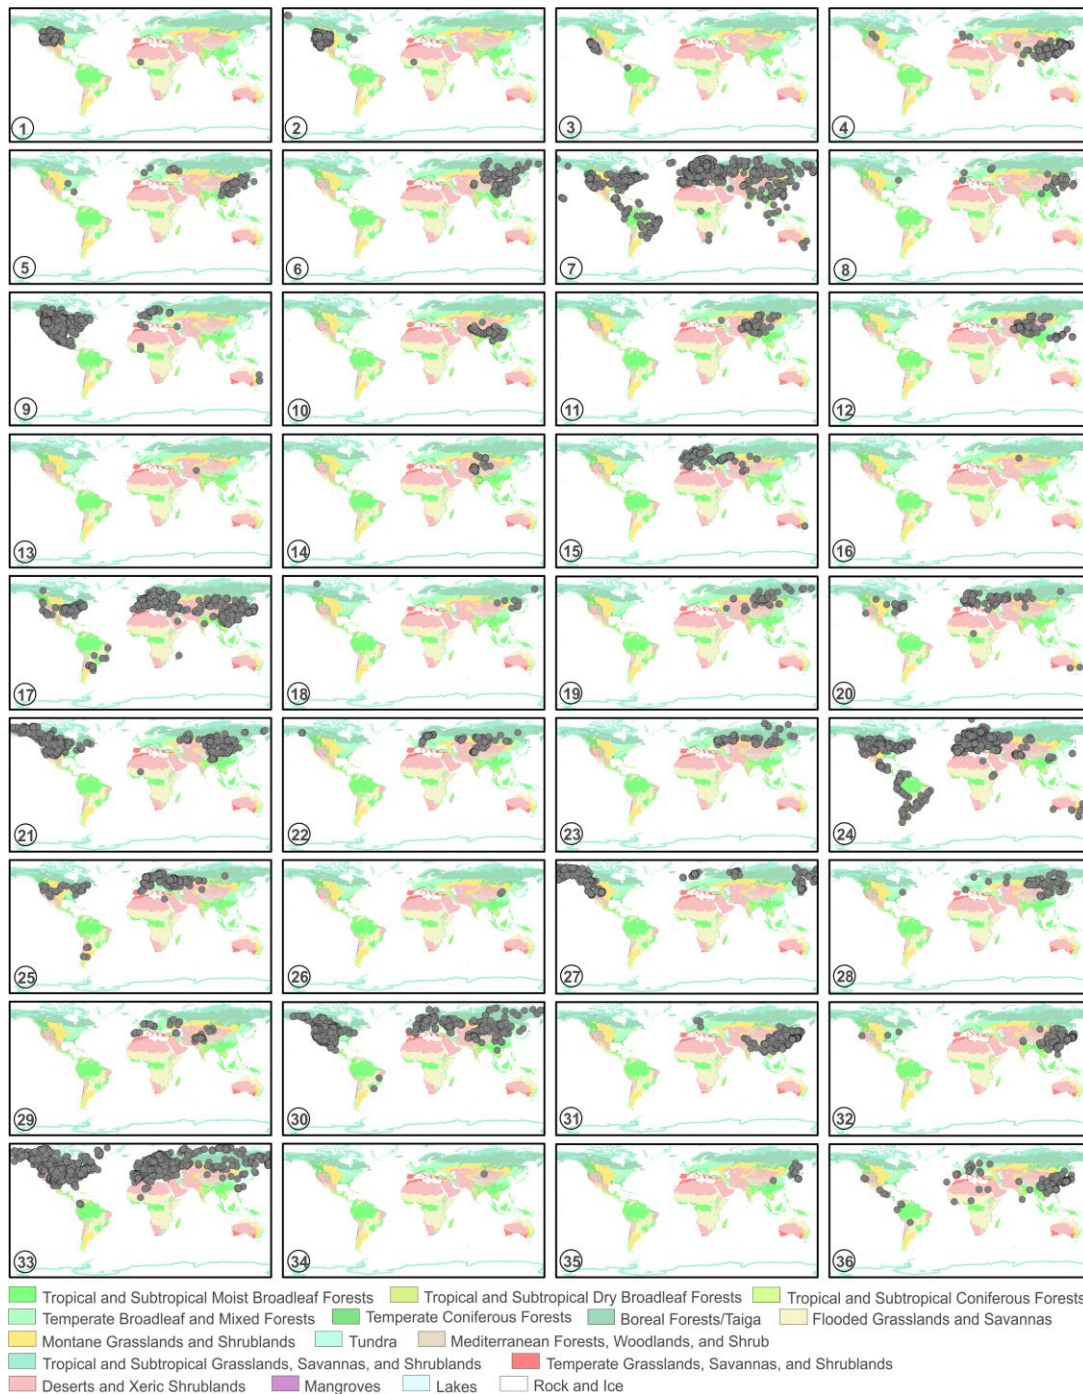 1 2 3 4
5 6 7 8
9 10 11 12
13 14 15 16
17 18 19 20
21 22 23 24
25 26 27 28
29 30 31 32
33 34 35 36
Tropical and Subtropical Moist Broadleaf Forests Tropical and Subtropical Dry Broadleaf Forests Tropical and Subtropical Coniferous Forests
Temperate Broadleaf and Mixed Forests Temperate Coniferous Forests Boreal Forests/Taiga Flooded Grasslands and Savannas
Montane Grasslands and Shrublands Tundra Mediterranean Forests, Woodlands, and Shrub
Tropical and Subtropical Grasslands, Savannas, and Shrublands Temperate Grasslands, Savannas, and Shrublands
Deserts and Xeric Shrublands Mangroves Lakes Rock and Ice